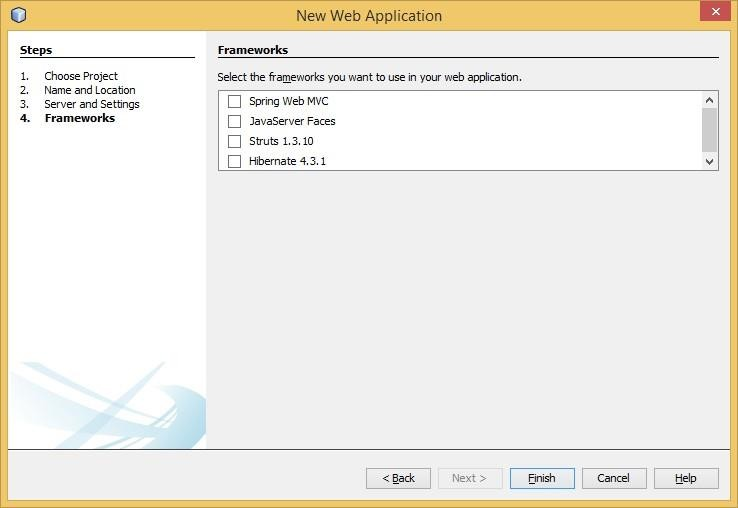 New Web Application
Steps
1. Choose Project
2. Name and Location
3. Server and Settings
4. Frameworks
Frameworks
Select the frameworks you want to use in your web application.
Spring Web MVC
JavaServer Faces
Struts 1.3.10
Hibernate 4.3.1
< Back
Next >
Finish
Cancel
Help